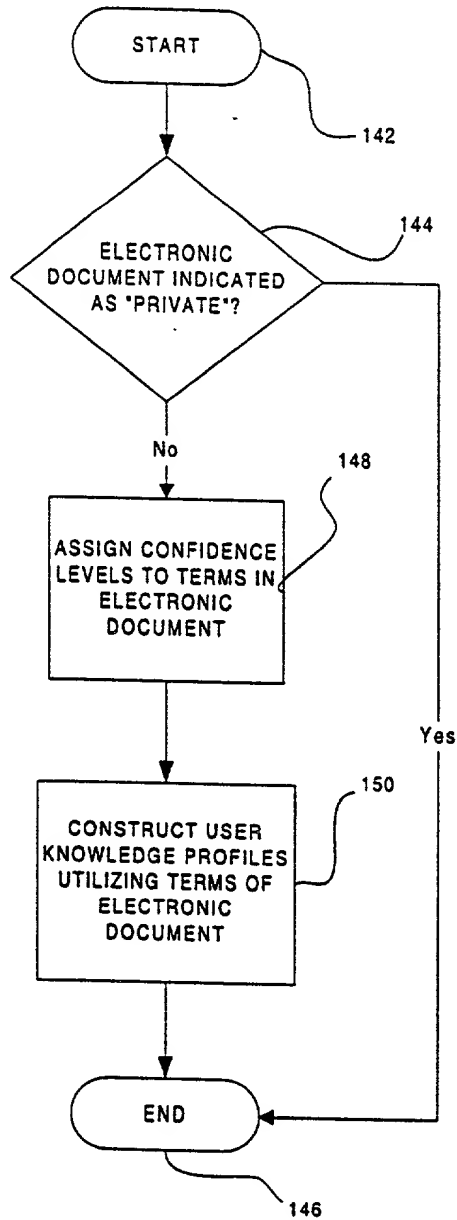 START
142
144
ELECTRONIC
DOCUMENT INDICATED
AS "PRIVATE"?
No
148
ASSIGN CONFIDENCE
LEVELS TO TERMS IN
ELECTRONIC
DOCUMENT
Yes
150
CONSTRUCT USER
KNOWLEDGE PROFILES
UTILIZING TERMS OF
ELECTRONIC
DOCUMENT
END
146